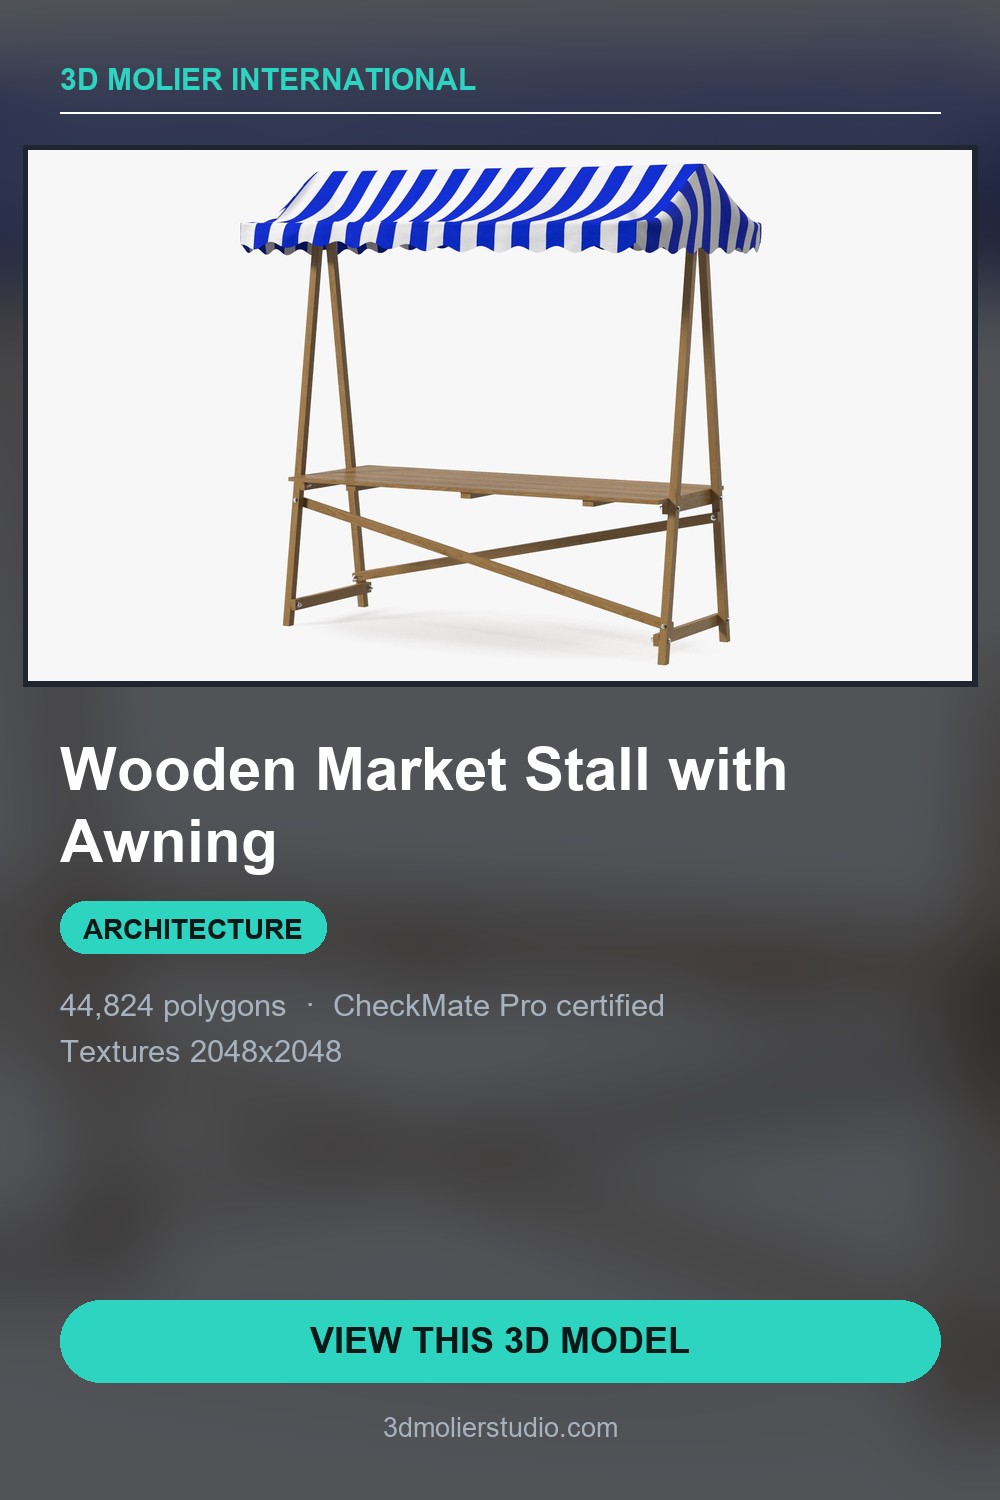 3D MOLIER INTERNATIONAL
Wooden Market Stall with
Awning
ARCHITECTURE
44,824 polygons · CheckMate Pro certified
Textures 2048x2048
VIEW THIS 3D MODEL
3dmolierstudio.com